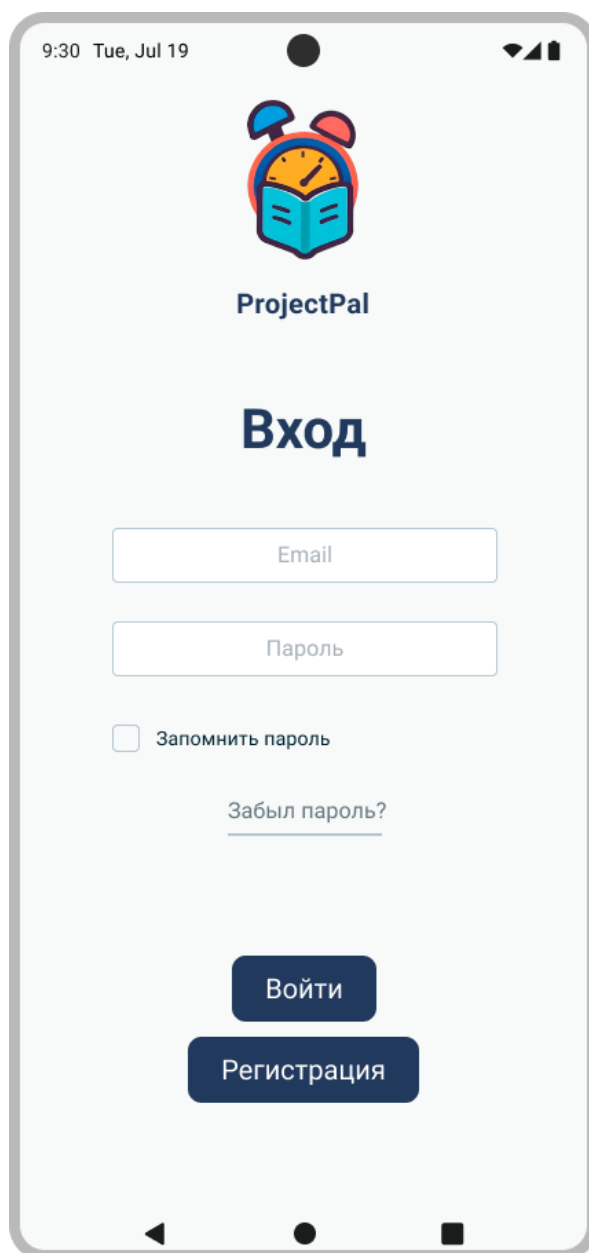 9:30 Tue, Jul 19
ProjectPal
Вход
Email
Пароль
Запомнить пароль
Забыл пароль?
Войти
Регистрация